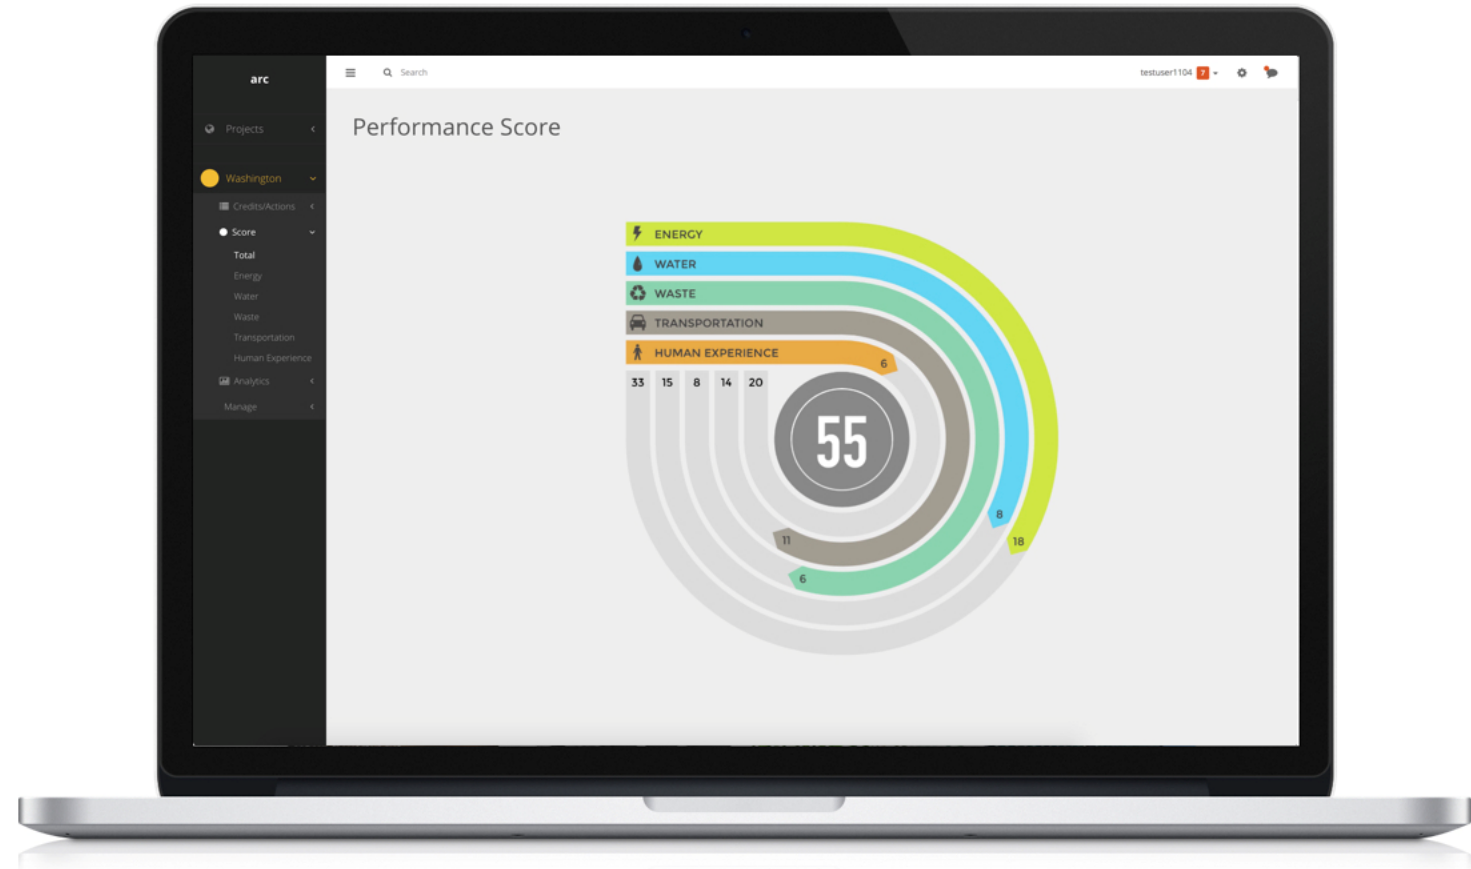 arc
Search
testuser1104 7
Projects
Washington
Credits/Actions
Score
Total
Energy
Water
Waste
Transportation
Human Experience
Analytics
Manage
Performance Score
ENERGY
WATER
WASTE
TRANSPORTATION
HUMAN EXPERIENCE
6
33 15 8 14 20
55
8
11
18
6